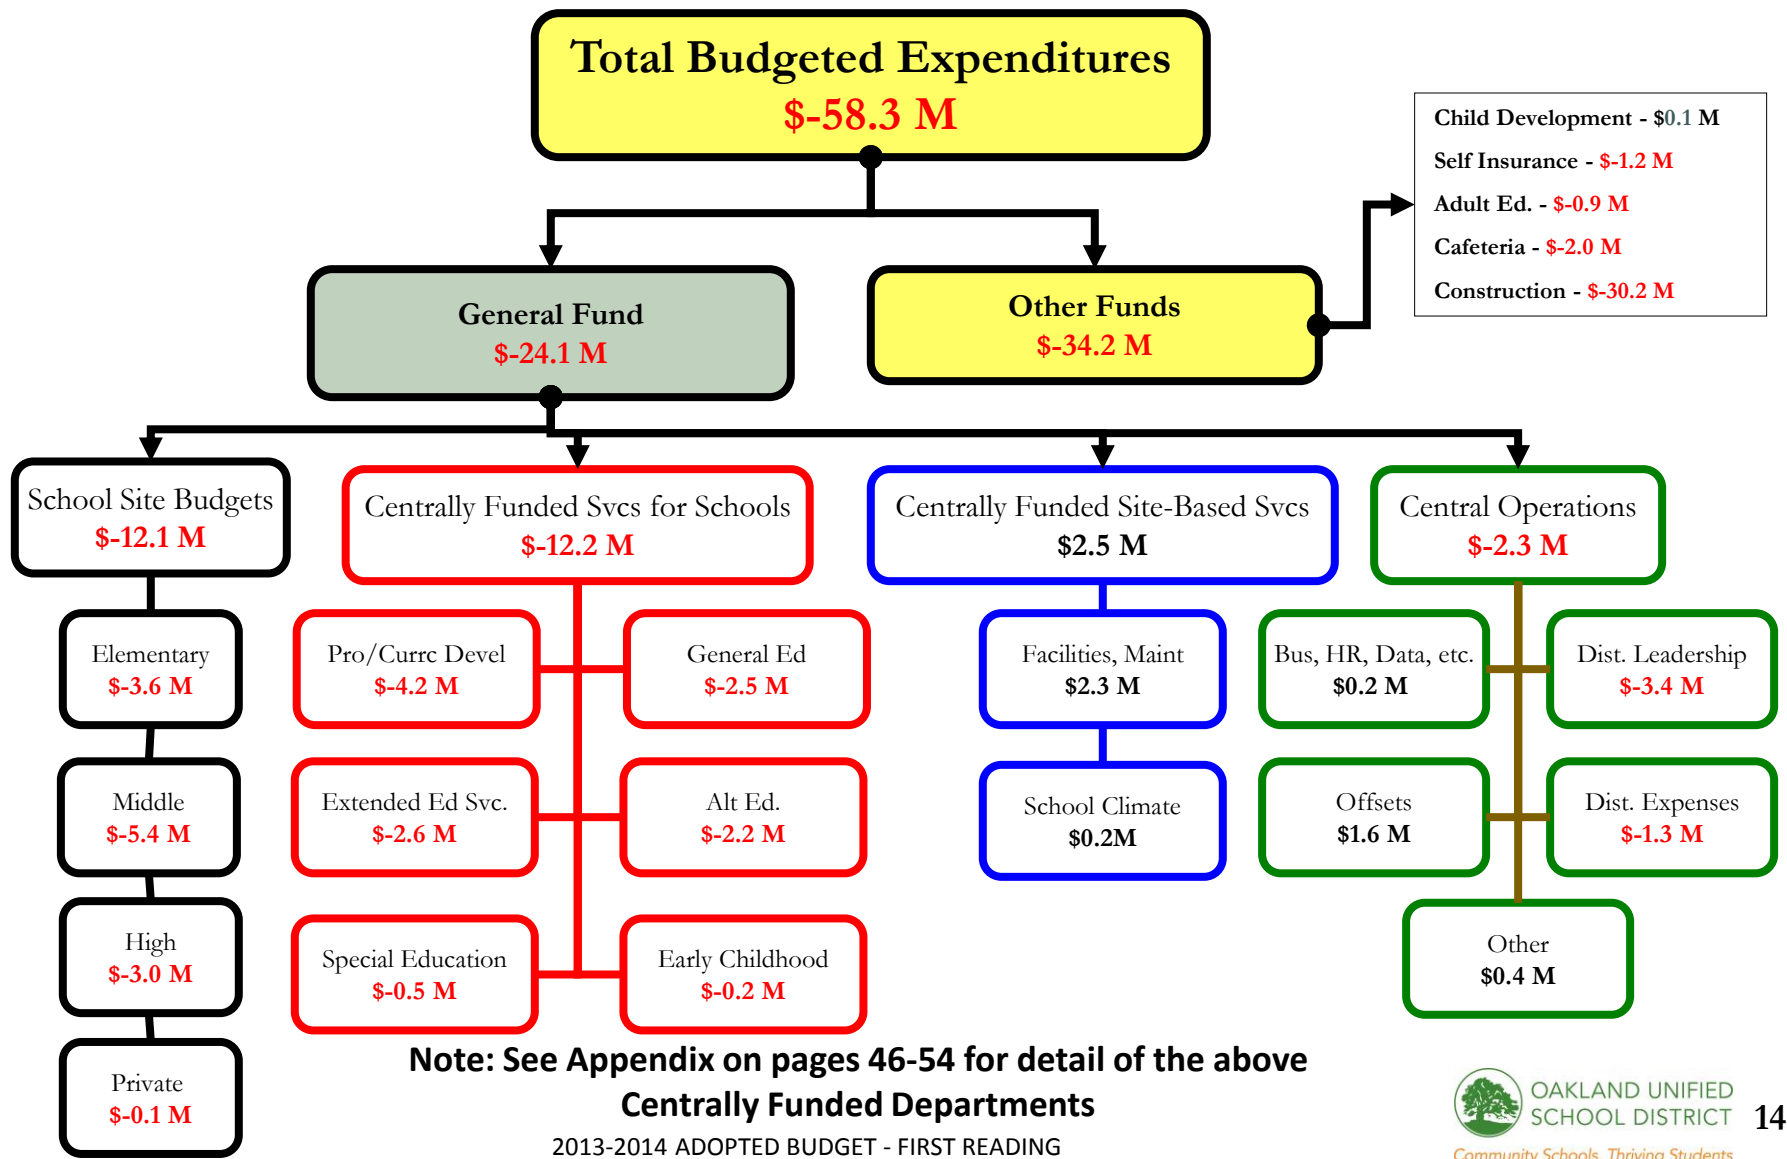 Total Budgeted Expenditures
$-58.3 M
Child Development - $0.1 M
Self Insurance - $-1.2 M
Adult Ed. - $-0.9 M
Cafeteria - $-2.0 M
Construction - $-30.2 M
General Fund
$-24.1 M
Other Funds
$-34.2 M
School Site Budgets
$-12.1 M
Centrally Funded Svcs for Schools
$-12.2 M
Centrally Funded Site-Based Svcs
$2.5 M
Central Operations
$-2.3 M
Elementary
$-3.6 M
Middle
$-5.4 M
High
$-3.0 M
Private
$-0.1 M
Pro/Currc Devel
$-4.2 M
General Ed
$-2.5 M
Extended Ed Svc.
$-2.6 M
Alt Ed.
$-2.2 M
Special Education
$-0.5 M
Early Childhood
$-0.2 M
Facilities, Maint
$2.3 M
School Climate
$0.2M
Bus, HR, Data, etc.
$0.2 M
Dist. Leadership
$-3.4 M
Offsets
$1.6 M
Dist. Expenses
$-1.3 M
Other
$0.4 M
Note: See Appendix on pages 46-54 for detail of the above
Centrally Funded Departments
2013-2014 ADOPTED BUDGET - FIRST READING
OAKLAND UNIFIED
SCHOOL DISTRICT
Community Schools, Thriving Students
14